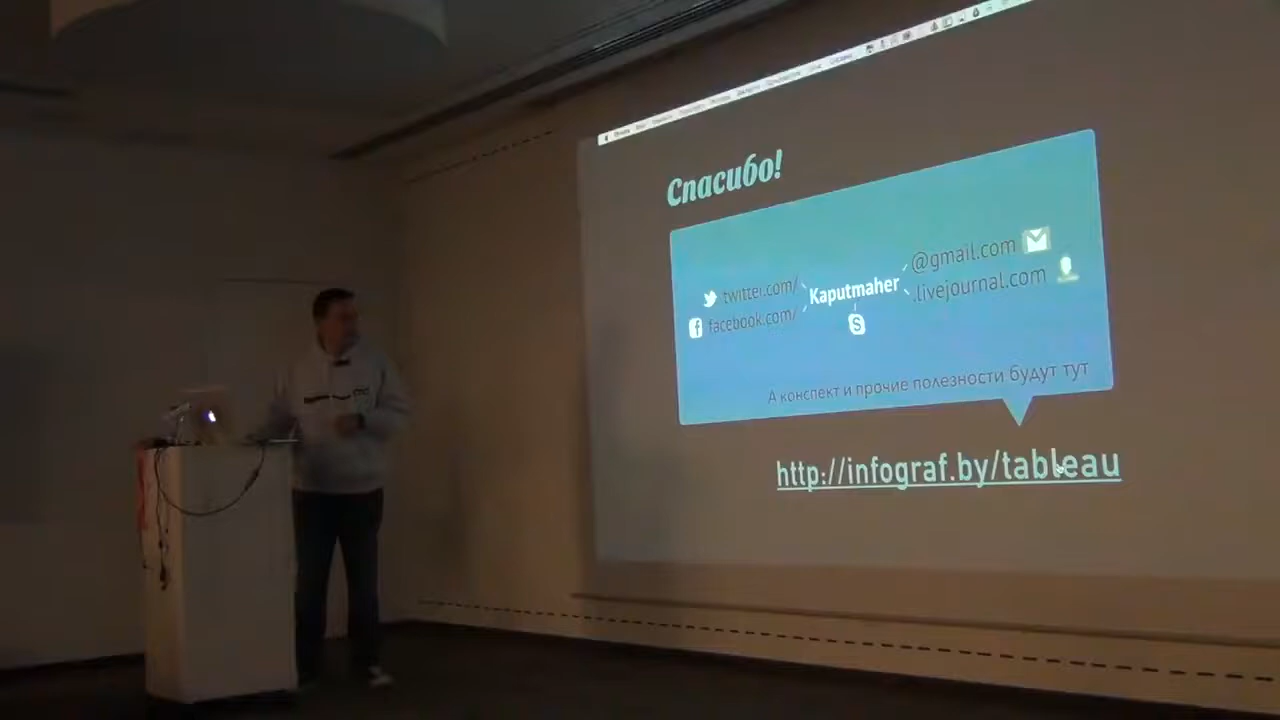 Спасибо!
twitter.com/
facebook.com/
Kaputmaher
@gmail.com
.livejournal.com
А конспект и прочие полезности будут тут
http://infograf.by/tableau